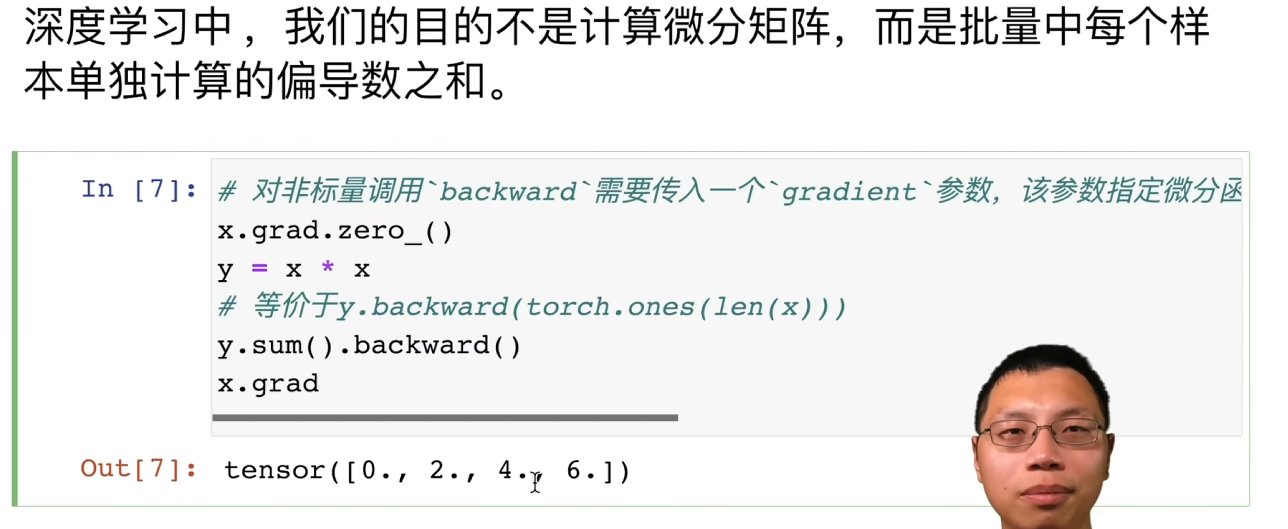 深度学习中，我们的目的不是计算微分矩阵，而是批量中每个样
本单独计算的偏导数之和。
In [7]: # 对非标量调用`backward`需要传入一个`gradient`参数，该参数指定微分函
x.grad.zero_()
y = x * x
# 等价于y.backward(torch.ones(len(x)))
y.sum().backward()
x.grad
Out[7]: tensor([0., 2., 4., 6.])